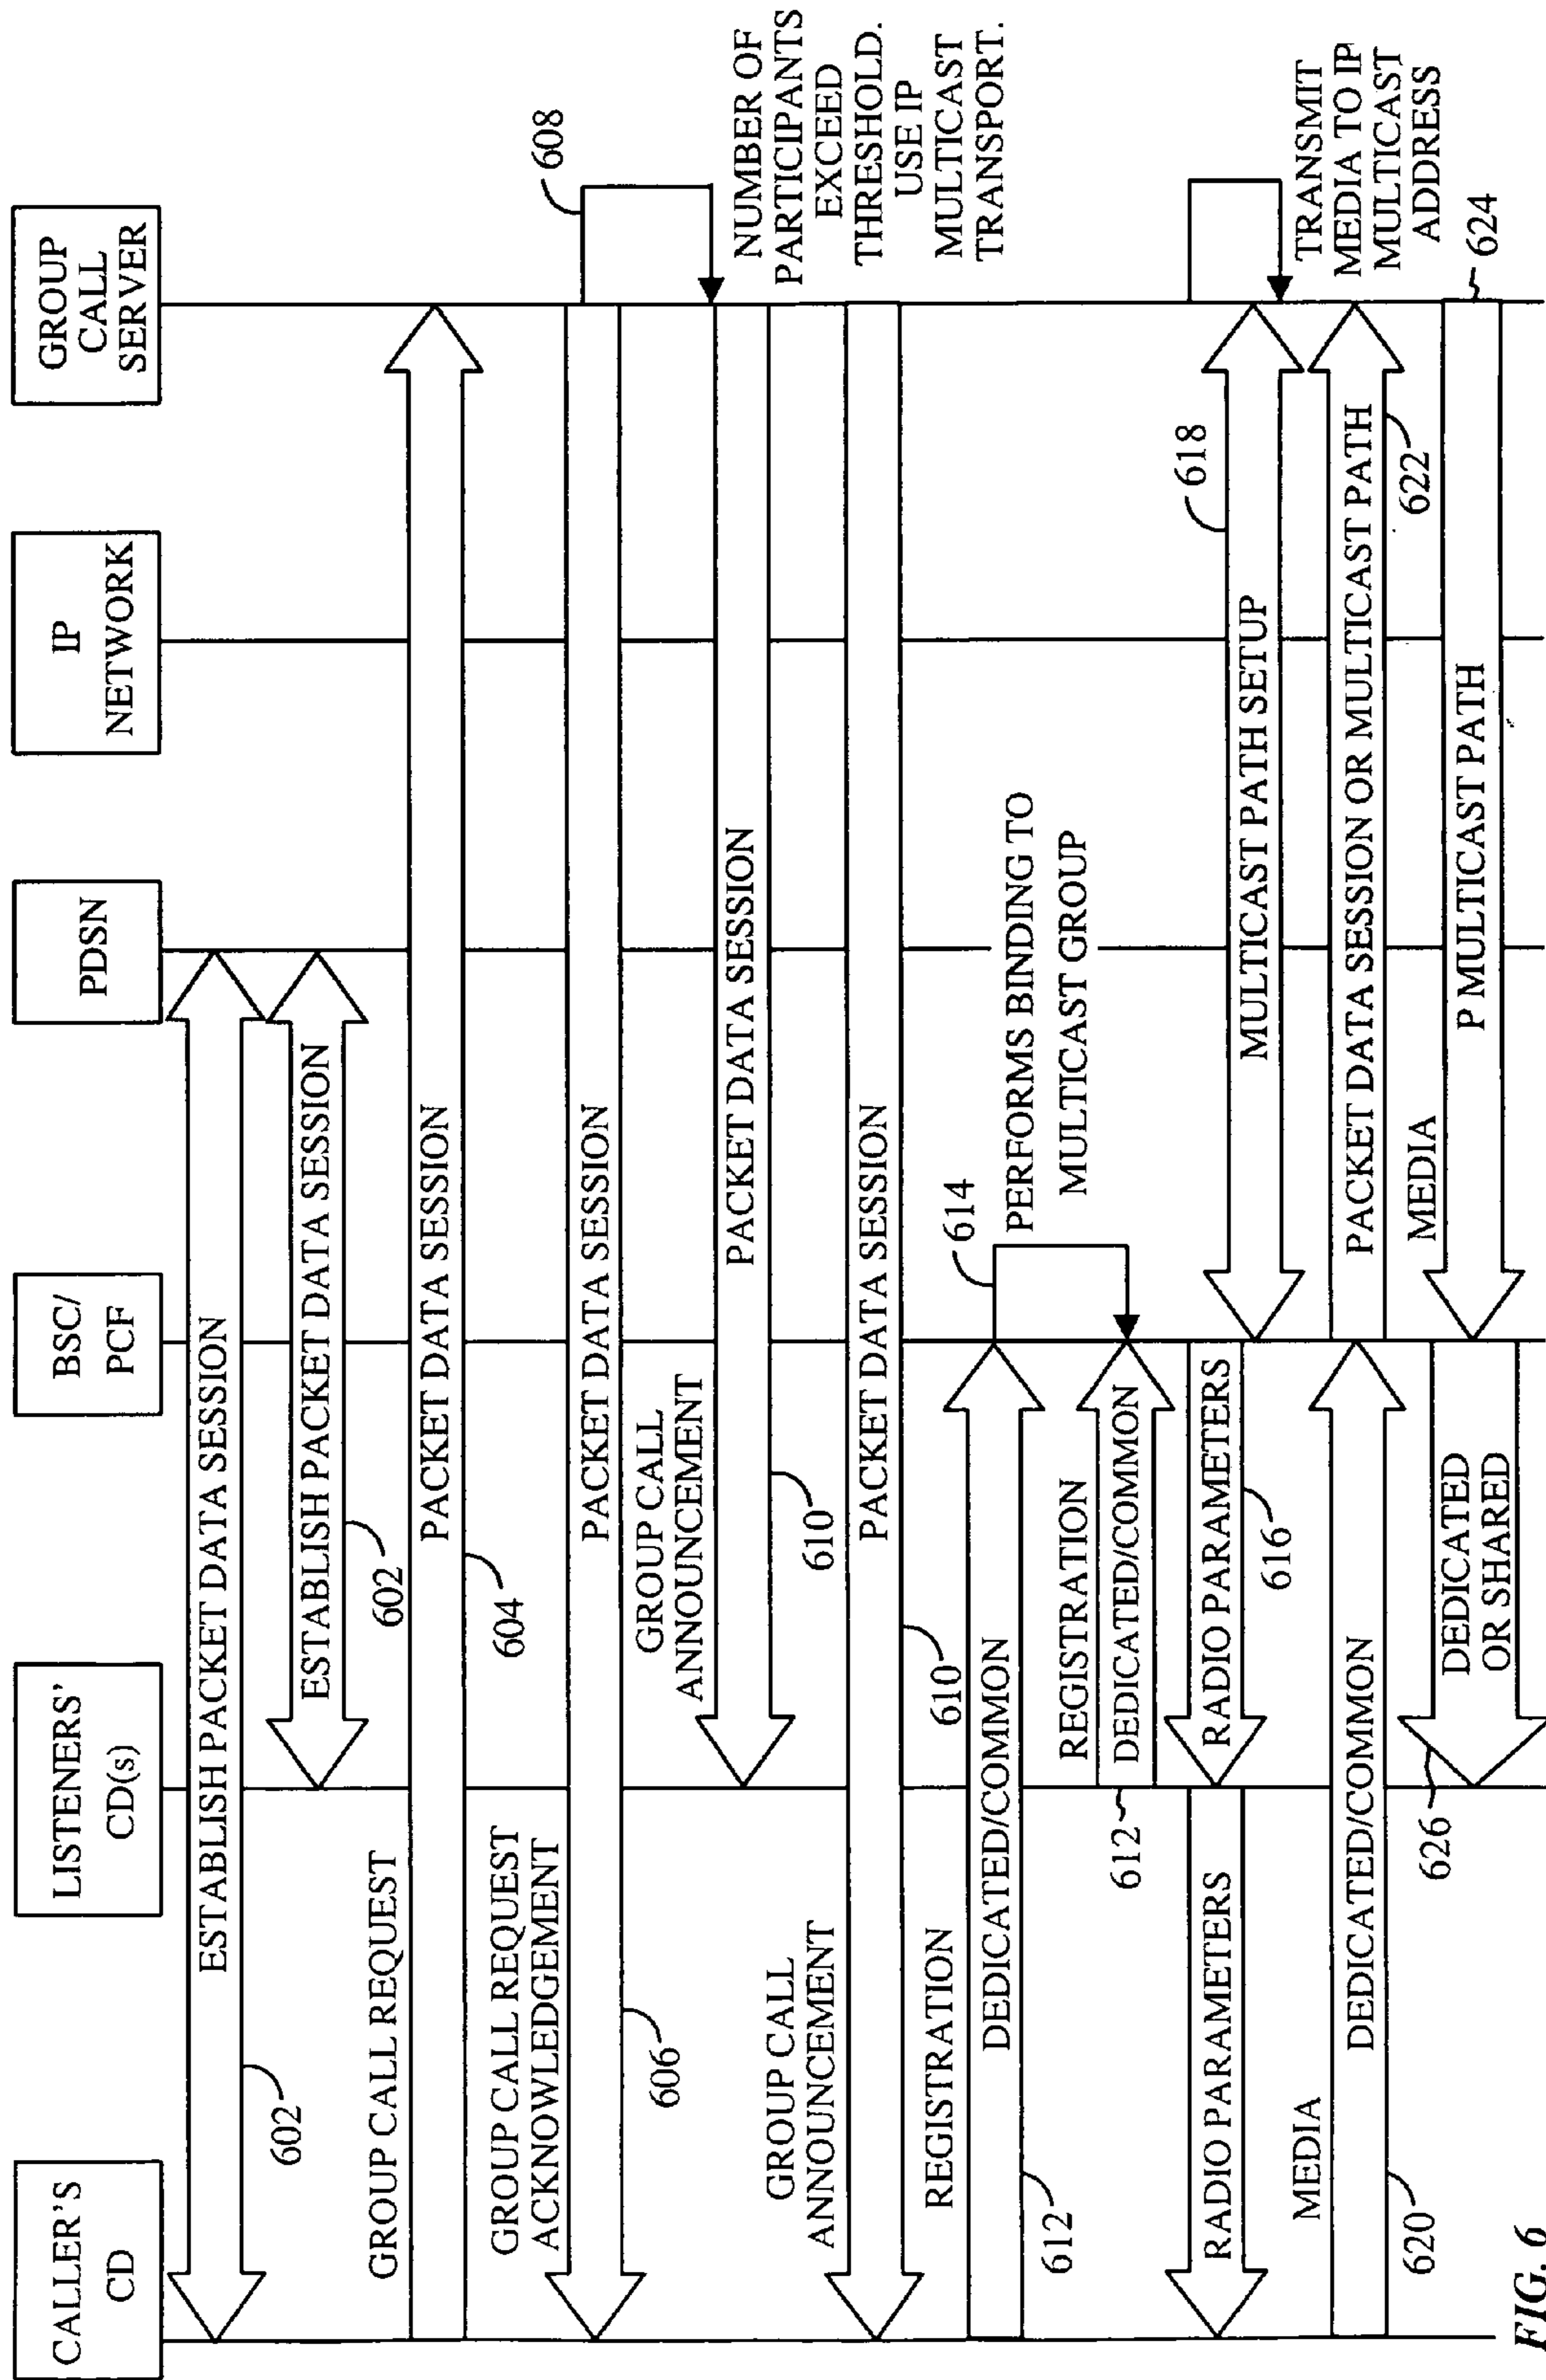 CALLER'S
CD
LISTENERS'
CD(s)
BSC/
PCF
PDSN
IP
NETWORK
GROUP
CALL
SERVER
ESTABLISH PACKET DATA SESSION
602
ESTABLISH PACKET DATA SESSION
602
GROUP CALL REQUEST
PACKET DATA SESSION
604
GROUP CALL REQUEST
ACKNOWLEDGEMENT
PACKET DATA SESSION
606
608
NUMBER OF
PARTICIPANTS
EXCEED
THRESHOLD.
USE IP
MULTICAST
TRANSPORT.
GROUP CALL
ANNOUNCEMENT
PACKET DATA SESSION
610
GROUP CALL
ANNOUNCEMENT
PACKET DATA SESSION
610
REGISTRATION
DEDICATED/COMMON
612
614
PERFORMS BINDING TO
MULTICAST GROUP
REGISTRATION
DEDICATED/COMMON
612
RADIO PARAMETERS
RADIO PARAMETERS
616
MULTICAST PATH SETUP
618
TRANSMIT
MEDIA TO IP
MULTICAST
ADDRESS
MEDIA
DEDICATED/COMMON
620
PACKET DATA SESSION OR MULTICAST PATH
622
MEDIA
P MULTICAST PATH
624
626
DEDICATED
OR SHARED
FIG. 6